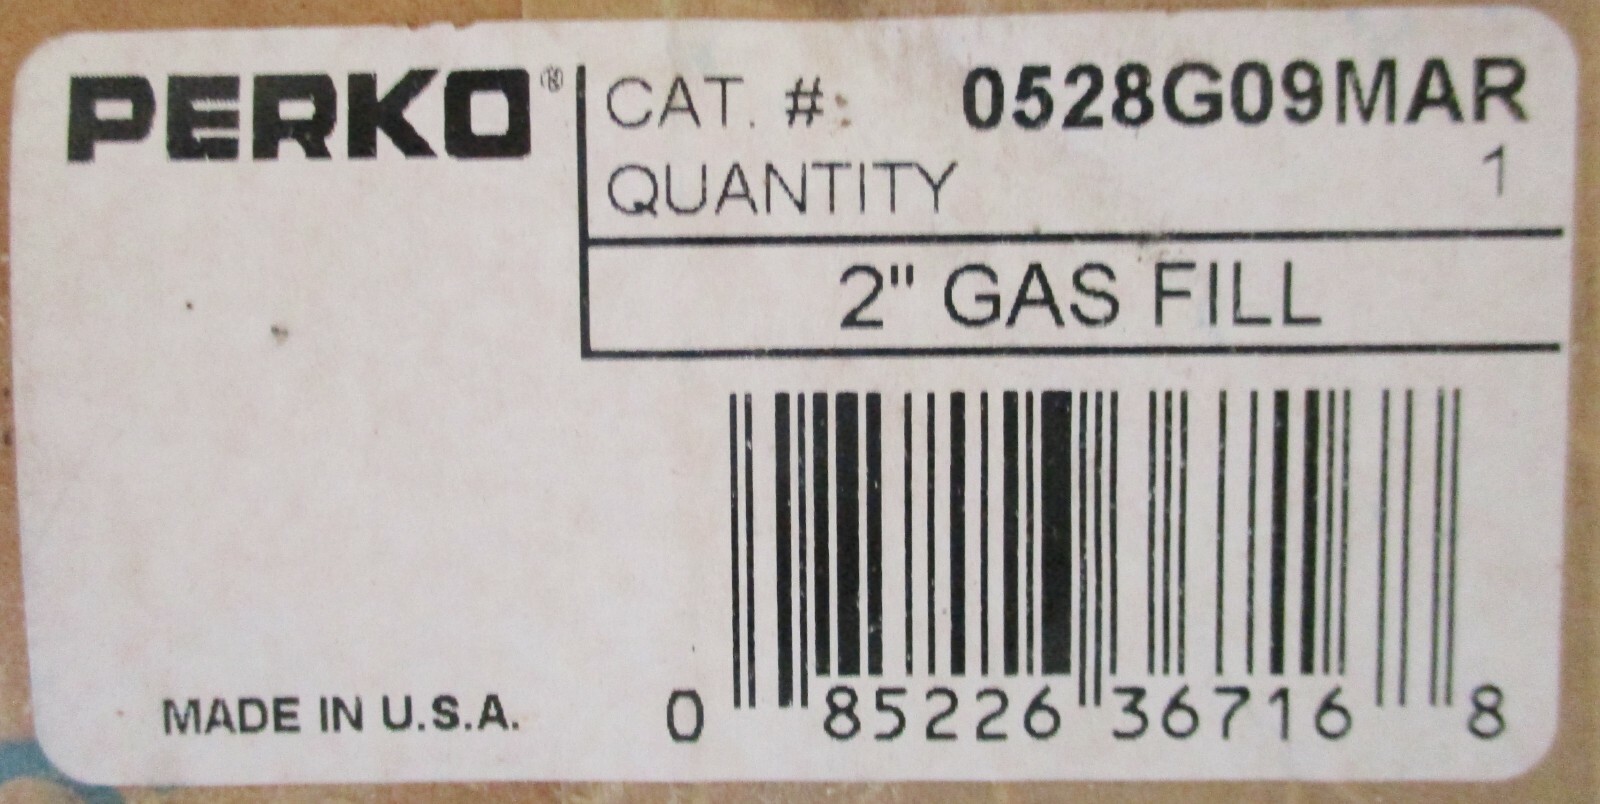 PERKO®
CAT. #: 0528G09MAR
QUANTITY 1
2" GAS FILL
MADE IN U.S.A.
0 85226 36716 8